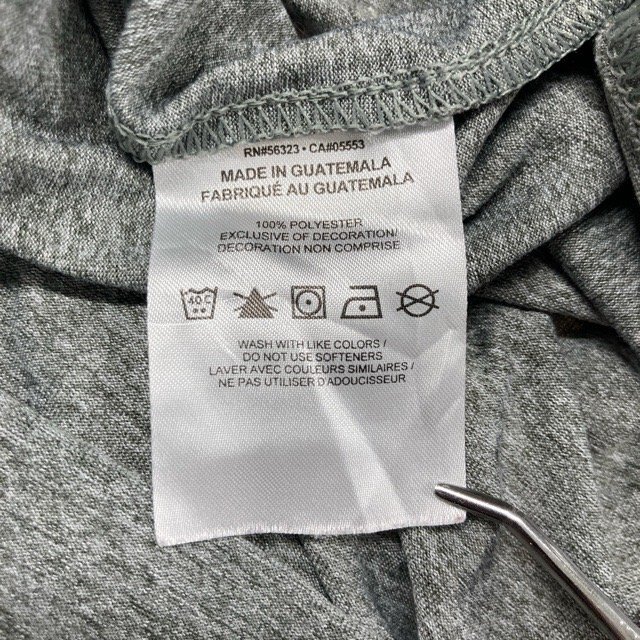 RN#56323 • CA#05553
MADE IN GUATEMALA
FABRIQUÉ AU GUATEMALA
100% POLYESTER
EXCLUSIVE OF DECORATION/
DÉCORATION NON COMPRISE
40 C
WASH WITH LIKE COLORS /
DO NOT USE SOFTENERS
LAVER AVEC COULEURS SIMILAIRES /
NE PAS UTILISER D'ADOUCISSEUR